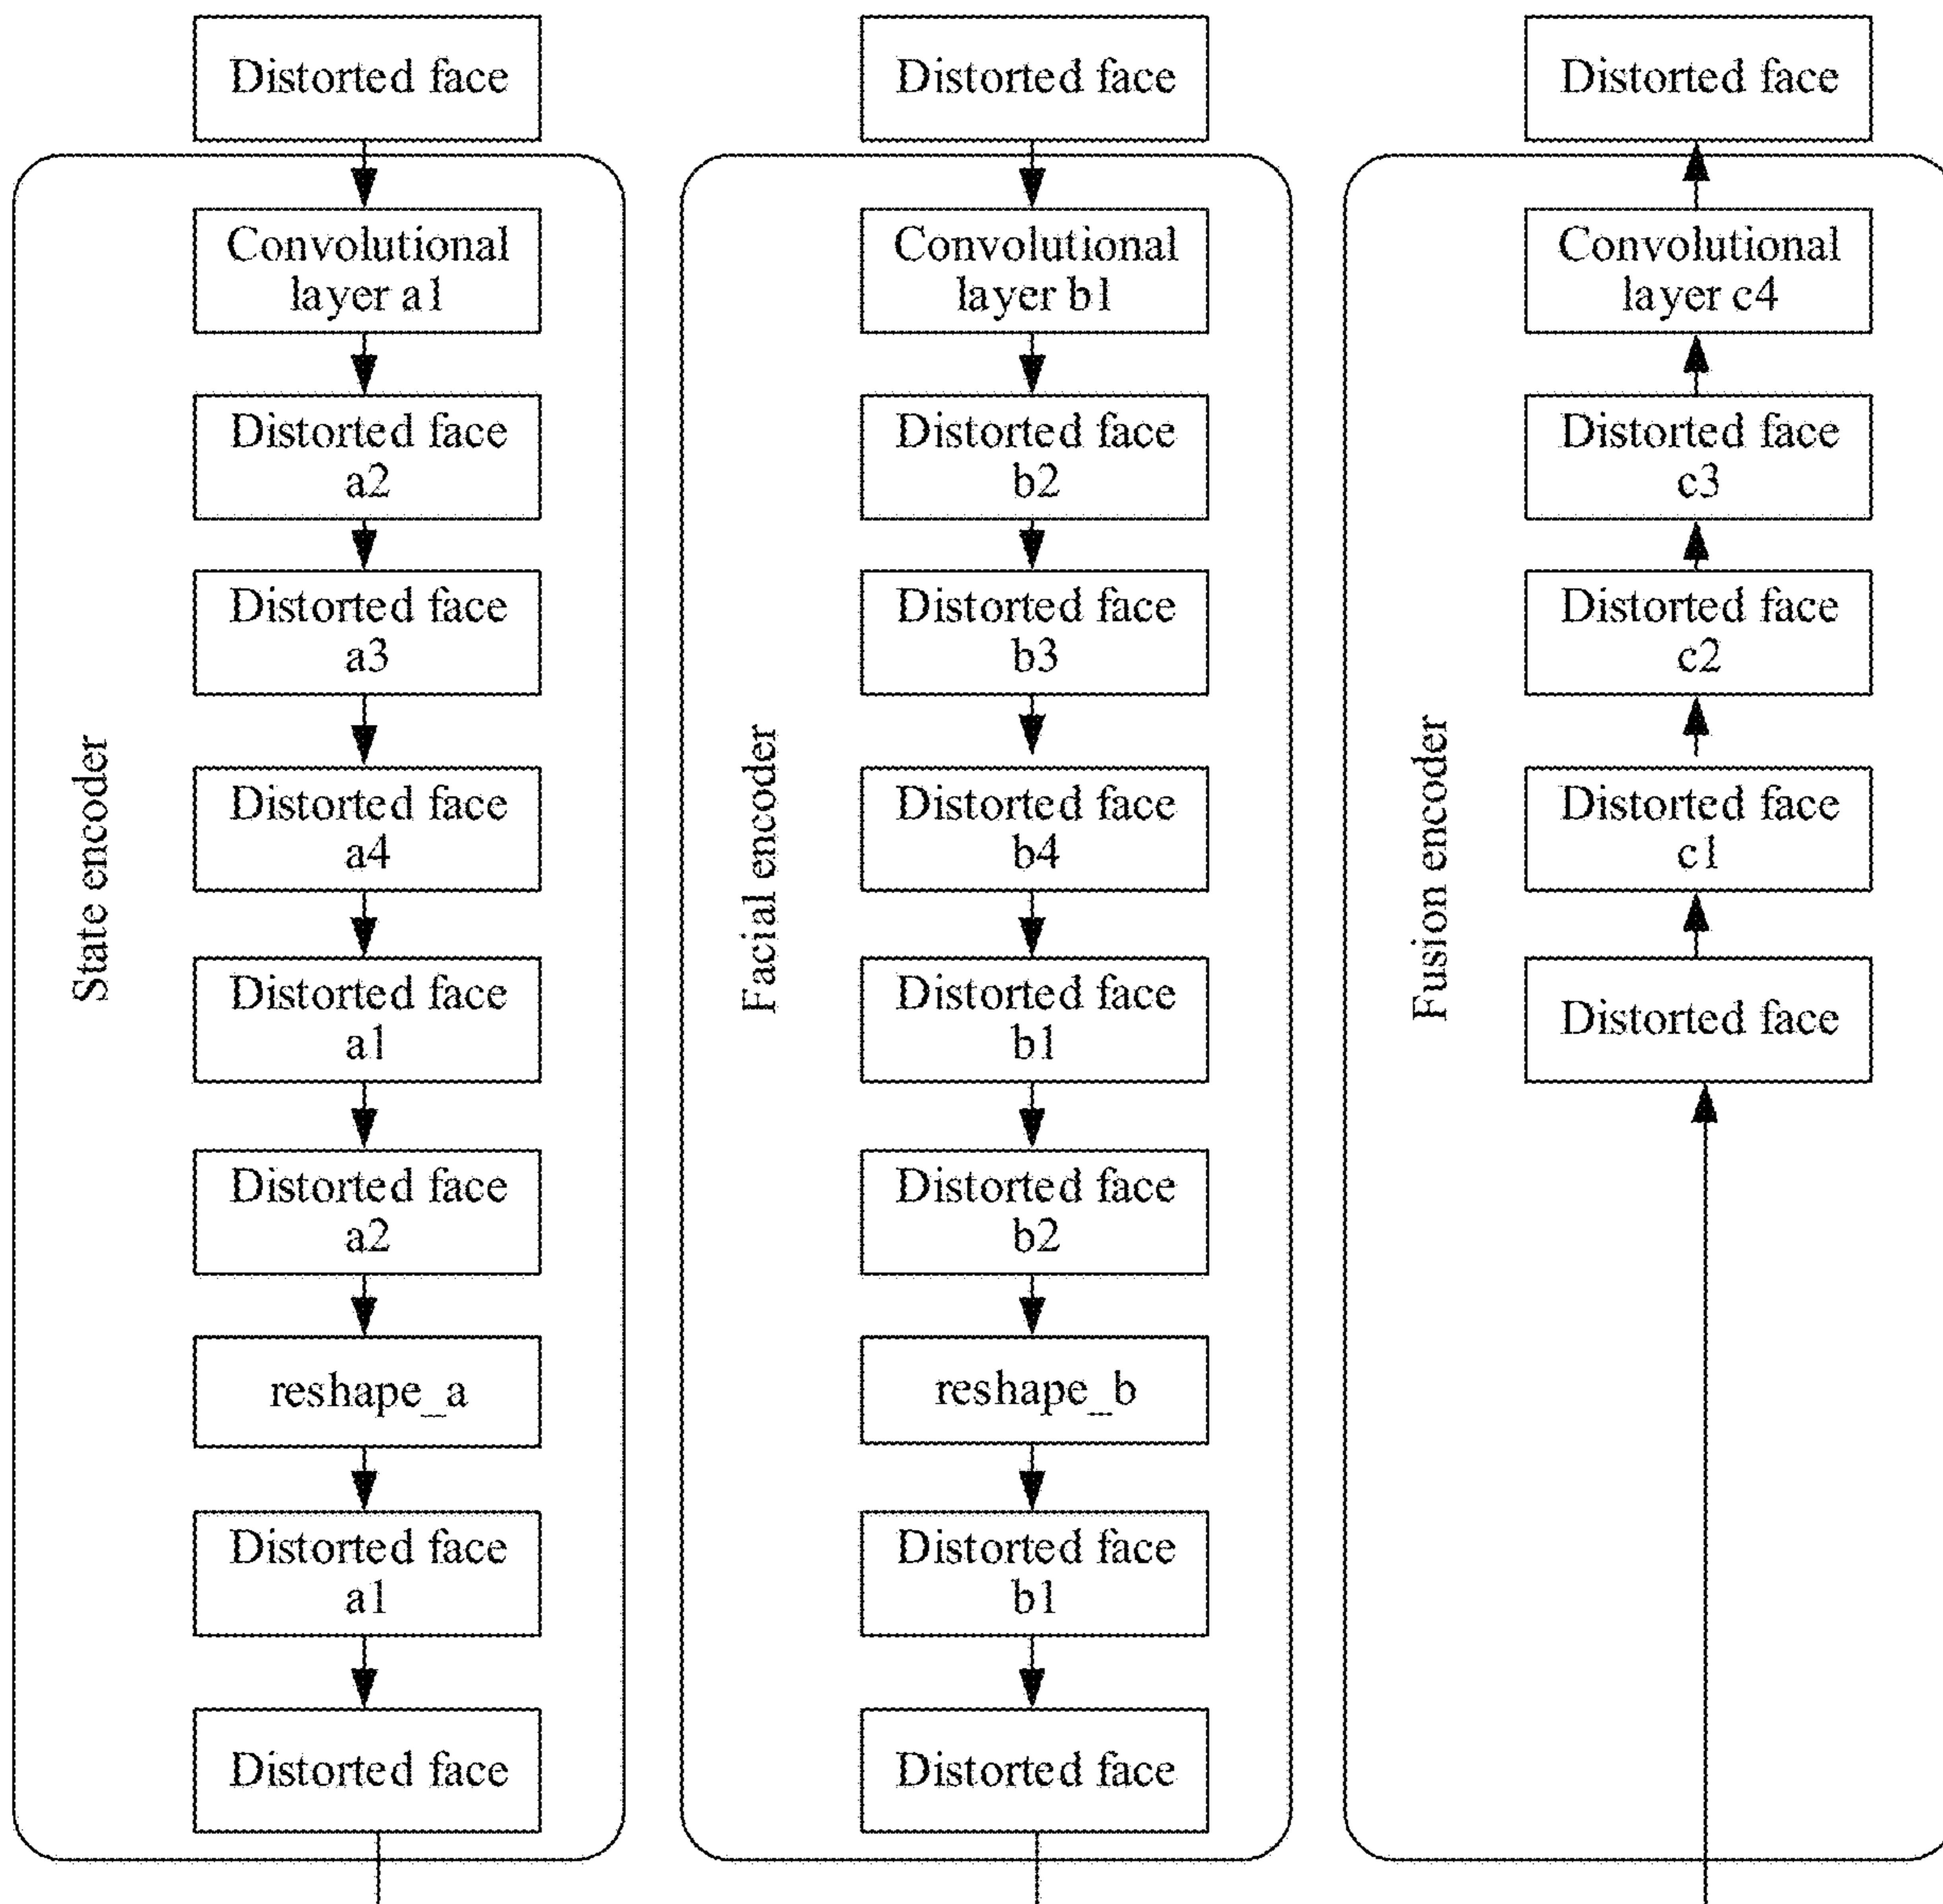 Distorted face
Convolutional
layer a1
Distorted face
a2
Distorted face
a3
Distorted face
a4
Distorted face
a1
Distorted face
a2
reshape_a
Distorted face
a1
Distorted face
State encoder
Distorted face
Convolutional
layer b1
Distorted face
b2
Distorted face
b3
Distorted face
b4
Distorted face
b1
Distorted face
b2
reshape_b
Distorted face
b1
Distorted face
Facial encoder
Distorted face
Convolutional
layer c4
Distorted face
c3
Distorted face
c2
Distorted face
c1
Distorted face
Fusion encoder